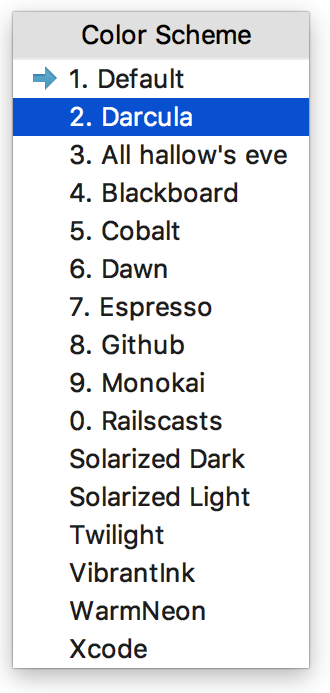 Color Scheme
1. Default
2. Darcula
3. All hallow's eve
4. Blackboard
5. Cobalt
6. Dawn
7. Espresso
8. Github
9. Monokai
0. Railscasts
Solarized Dark
Solarized Light
Twilight
VibrantInk
WarmNeon
Xcode